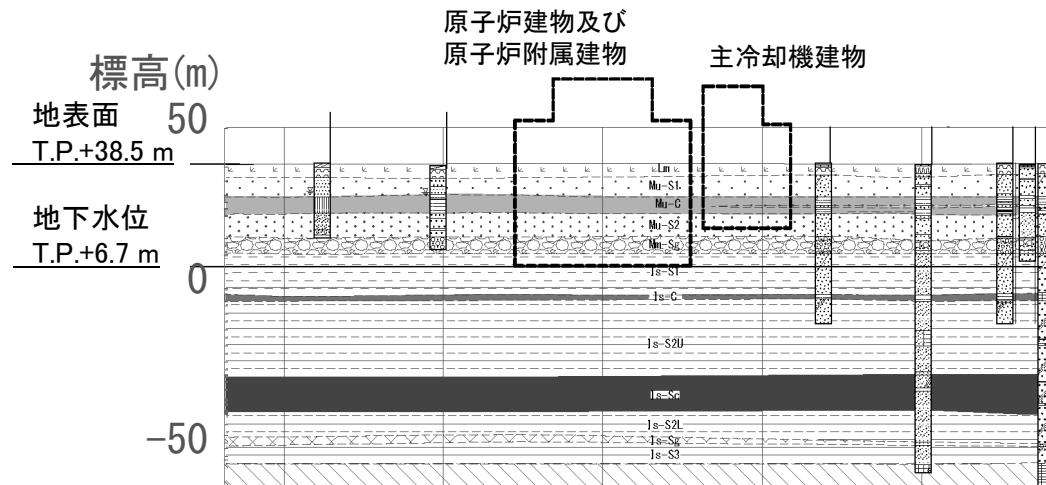 原子炉建物及び
原子炉附属建物
主冷却機建物
標高(m)
地表面
50
T.P.+38.5 m
Lm
Mu-S1
Mu-C
地下水位
Mu-S2
Mm-Sg
T.P.+6.7 m
Is-S1
0
Is-C
Is-S2U
Is-Sc
Is-S2L
-50
Is-Sg
Is-S3